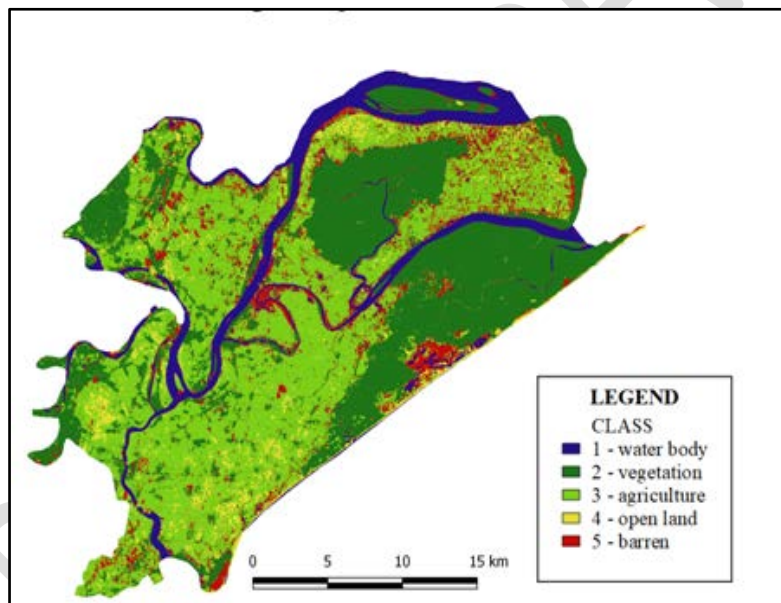 LEGEND
CLASS
1 - water body
2 - vegetation
3 - agriculture
4 - open land
5 - barren
0 5 10 15 km